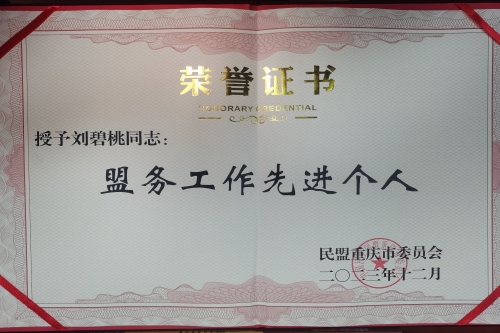 荣誉证书
HONORARY CREDENTIAL
授予刘碧桃同志：
盟务工作先进个人
民盟重庆市委员会
二〇二三年十二月